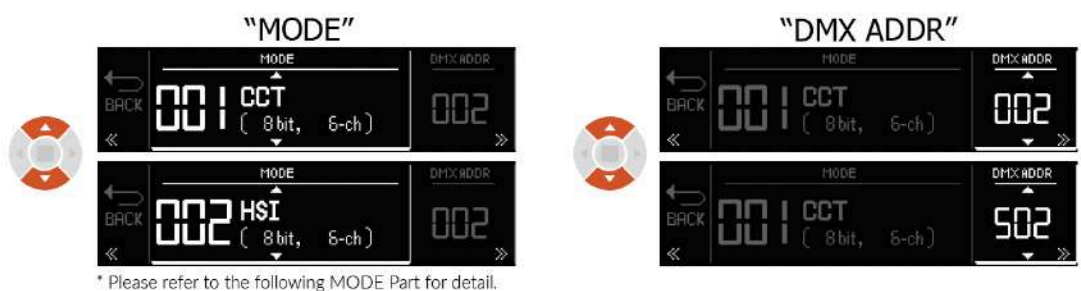 "MODE"
"DMX ADDR"
MODE
DMX ADDR
BACK
001 CCT
( 8bit, 6-ch)
002
MODE
DMX ADDR
BACK
001 CCT
( 8bit, 6-ch)
002
MODE
DMX ADDR
BACK
002 HSI
( 8bit, 6-ch)
002
MODE
DMX ADDR
BACK
001 CCT
( 8bit, 6-ch)
S02
* Please refer to the following MODE Part for detail.